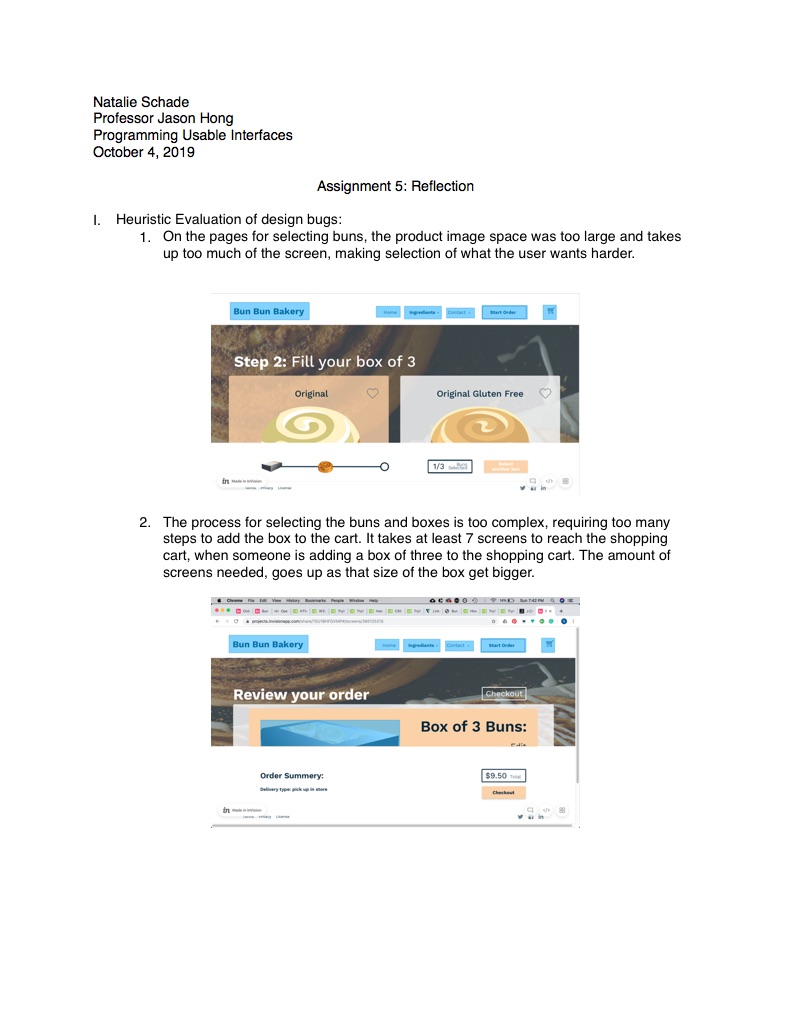 Natalie Schade
Professor Jason Hong
Programming Usable Interfaces
October 4, 2019
Assignment 5: Reflection
I. Heuristic Evaluation of design bugs:
1. On the pages for selecting buns, the product image space was too large and takes
up too much of the screen, making selection of what the user wants harder.
Bun Bun Bakery Home Ingredients Contact Start Order
Step 2: Fill your box of 3
Original Original Gluten Free
1/3 Buns Selected Select another bun
in Made in InVision
Privacy License
2. The process for selecting the buns and boxes is too complex, requiring too many
steps to add the box to the cart. It takes at least 7 screens to reach the shopping
cart, when someone is adding a box of three to the shopping cart. The amount of
screens needed, goes up as that size of the box get bigger.
Chrome File Edit View History Bookmarks People Window Help Sun 7:42 PM
Bun Bun Bakery Home Ingredients Contact Start Order
Review your order Checkout
Box of 3 Buns:
Edit
Order Summery: $9.50 Total
Delivery type: pick up in store Checkout
in Made in InVision
Privacy License